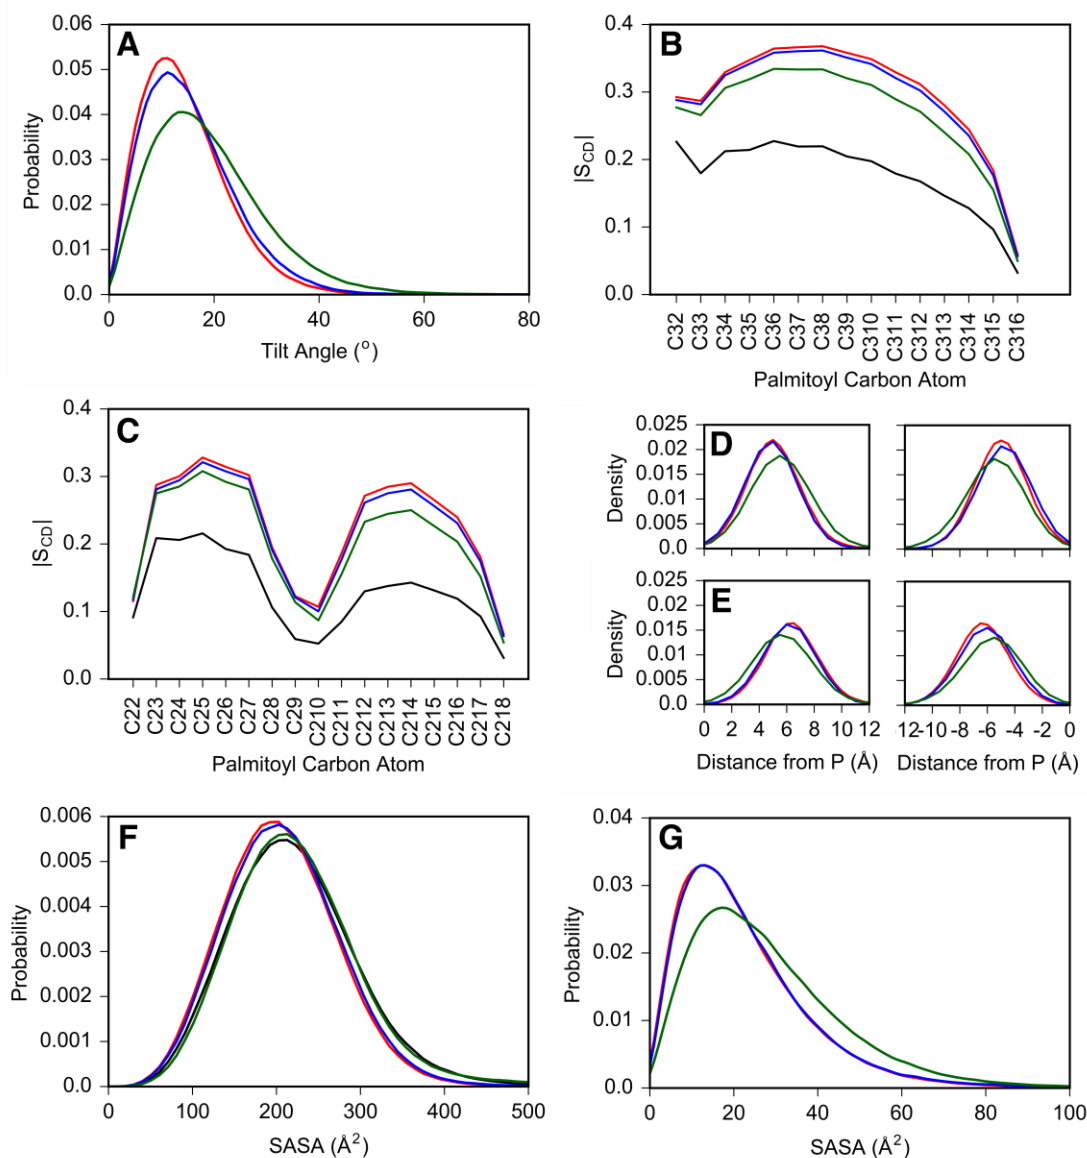 A
0.06
0.05
0.04
0.03
0.02
0.01
0.0
Probability
0 20 40 60 80
Tilt Angle (°)
B
0.4
0.3
0.2
0.1
0.0
|S_CD|
C32 C33 C34 C35 C36 C37 C38 C39 C310 C311 C312 C313 C314 C315 C316
Palmitoyl Carbon Atom
C
0.4
0.3
0.2
0.1
0.0
|S_CD|
C22 C23 C24 C25 C26 C27 C28 C29 C210 C211 C212 C213 C214 C215 C216 C217 C218
Palmitoyl Carbon Atom
D
0.025
0.02
0.015
0.01
0.005
0.0
Density
E
0.025
0.02
0.015
0.01
0.005
0.0
Density
0 2 4 6 8 10 12
Distance from P (Å)
-12 -10 -8 -6 -4 -2 0
Distance from P (Å)
F
0.006
0.005
0.004
0.003
0.002
0.001
0.0
Probability
0 100 200 300 400 500
SASA (Å²)
G
0.04
0.03
0.02
0.01
0.0
Probability
0 20 40 60 80 100
SASA (Å²)